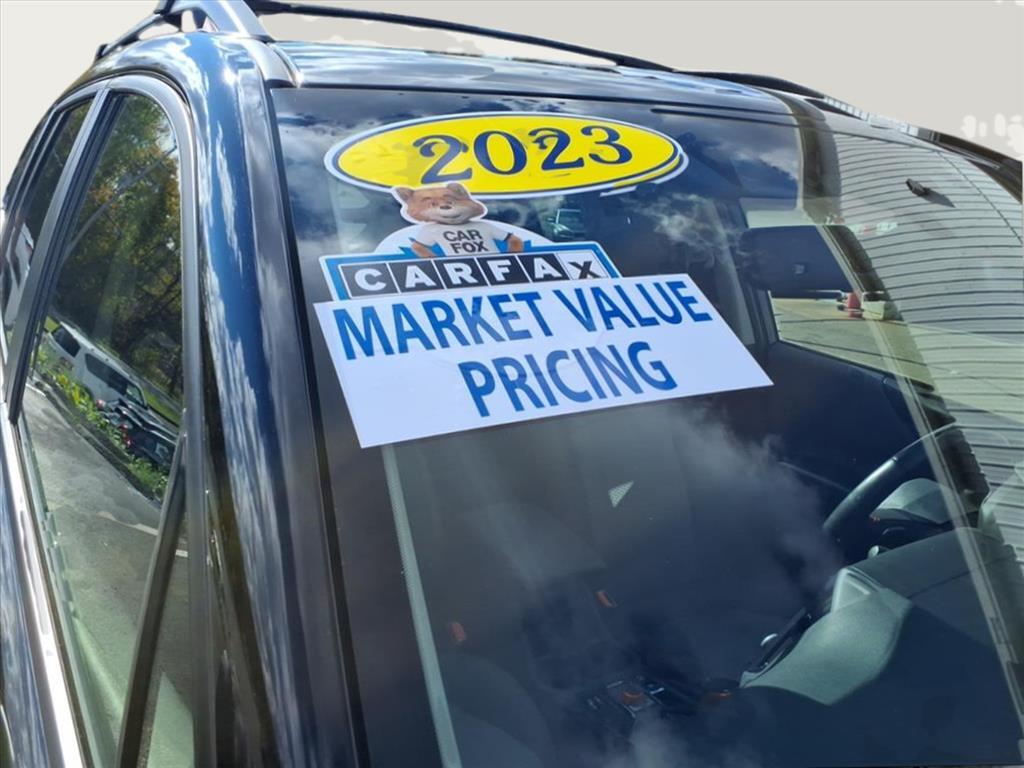 2023
CAR
FOX
CARFAX
MARKET VALUE
PRICING